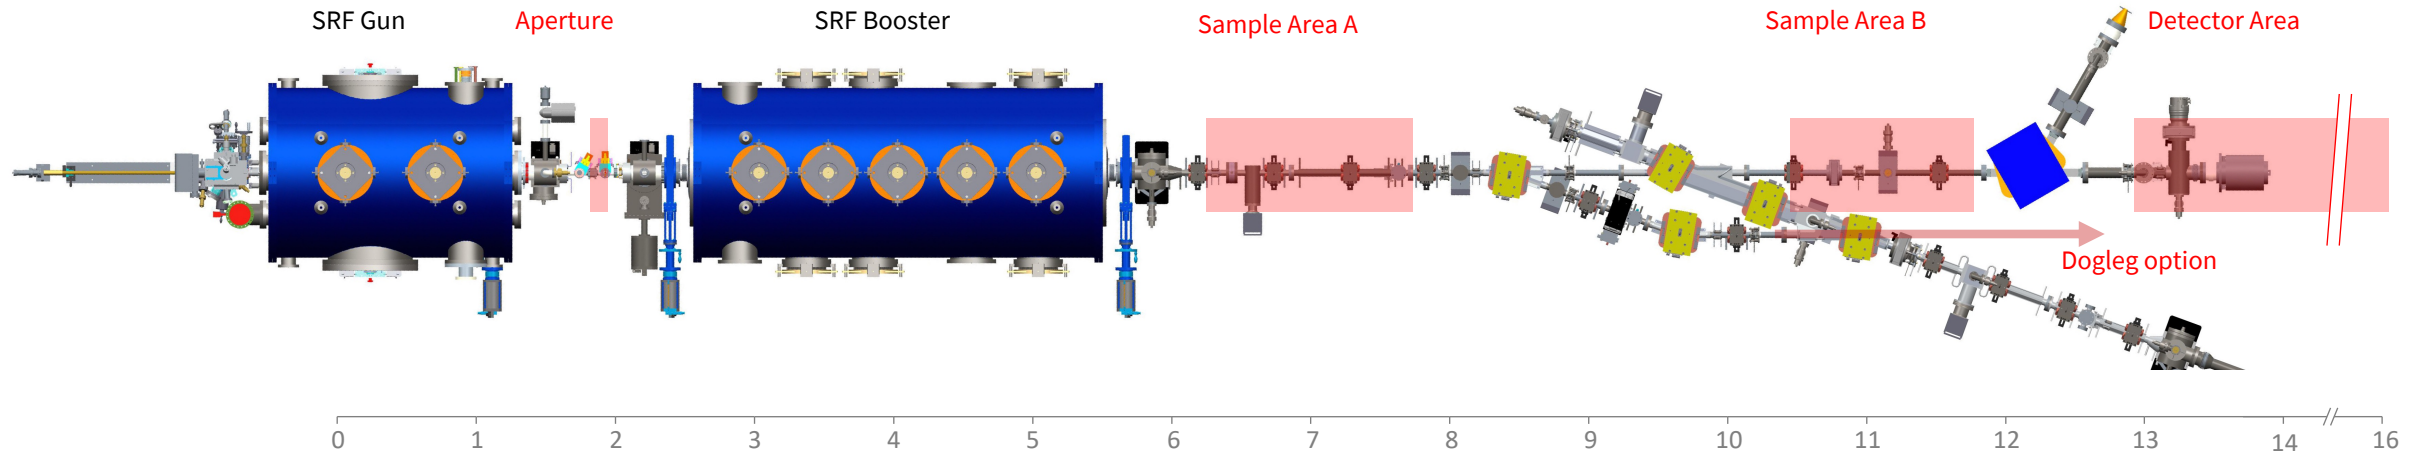 SRF Gun
Aperture
SRF Booster
Sample Area A
Sample Area B
Detector Area
Dogleg option
0 1 2 3 4 5 6 7 8 9 10 11 12 13 14 16